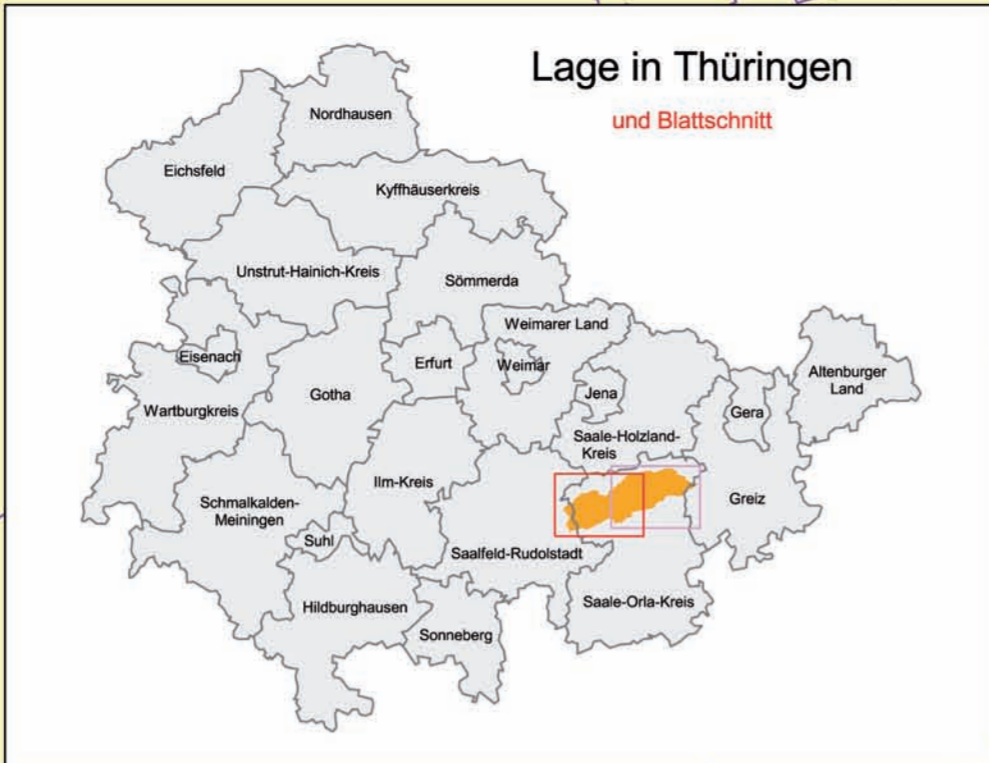 Lage in Thüringen
und Blattschnitt
Nordhausen
Eichsfeld
Kyffhäuserkreis
Unstrut-Hainich-Kreis
Sömmerda
Weimarer Land
Eisenach
Erfurt
Weimar
Altenburger
Land
Gotha
Jena
Wartburgkreis
Gera
Saale-Holzland-
Kreis
Ilm-Kreis
Schmalkalden-
Meiningen
Greiz
Suhl
Saalfeld-Rudolstadt
Hildburghausen
Saale-Orla-Kreis
Sonneberg